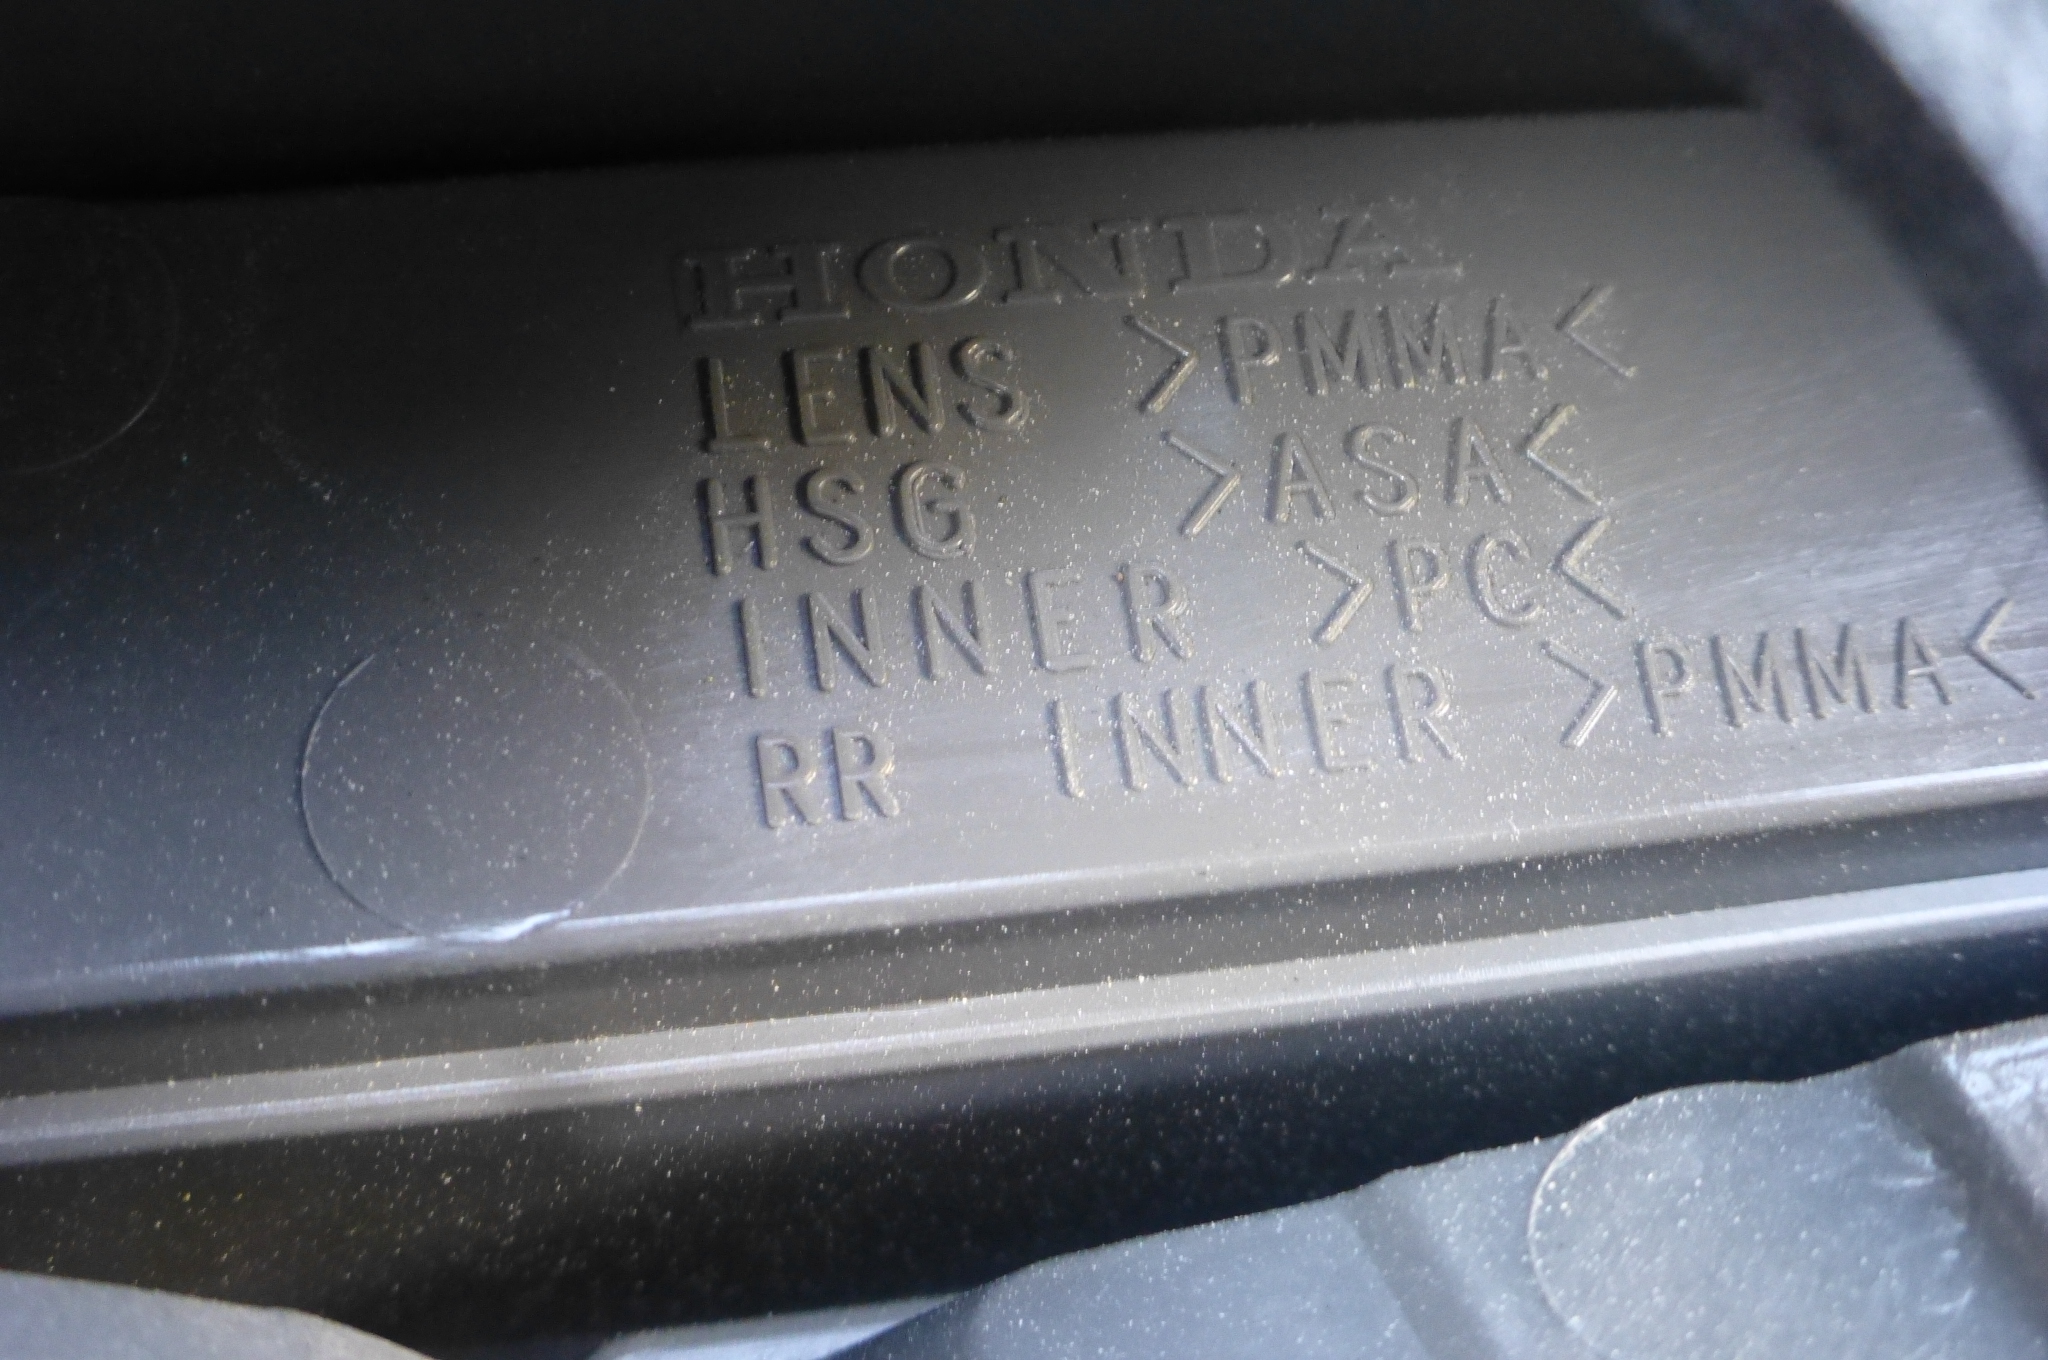 HONDA
LENS >PMMA<
HSG >ASA<
INNER >PC<
RR INNER >PMMA<